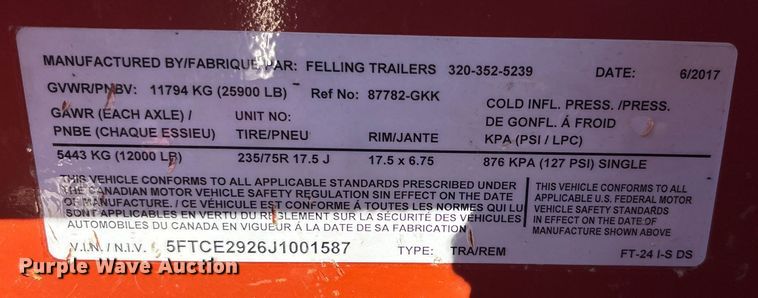 MANUFACTURED BY/FABRIQUE PAR: FELLING TRAILERS 320-352-5239 DATE: 6/2017
GVWR/PNBV: 11794 KG (25900 LB) Ref No: 87782-GKK
COLD INFL. PRESS. /PRESS.
GAWR (EACH AXLE) / UNIT NO:
DE GONFL. Á FROID
PNBE (CHAQUE ESSIEU) TIRE/PNEU RIM/JANTE KPA (PSI / LPC)
5443 KG (12000 LB) 235/75R 17.5 J 17.5 x 6.75 876 KPA (127 PSI) SINGLE
THIS VEHICLE CONFORMS TO ALL APPLICABLE STANDARDS PRESCRIBED UNDER
THE CANADIAN MOTOR VEHICLE SAFETY REGULATION SIN EFFECT ON THE DATE
OF MANUFACTURE. / CE VÉHICULE EST CONFORME Á TOUTES LES NORMES QUI LUI
SONT APPLICABLES EN VERTU DU REGLEMENT SUR LA SÉCURITÉ DES VÉHICULES
AUTOMOBILES DU CANADA EN VIGUEUR Á LA DATE DE SA FABRICATION
THIS VEHICLE CONFORMS TO ALL
APPLICABLE U.S. FEDERAL MOTOR
VEHICLE SAFETY STANDARDS
IN EFFECT ON THE DATE OF
MANUFACTURE SHOWN ABOVE.
V.I.N./ N.I.V. 5FTCE2926J1001587 TYPE: TRA/REM FT-24 I-S DS
Purple Wave Auction